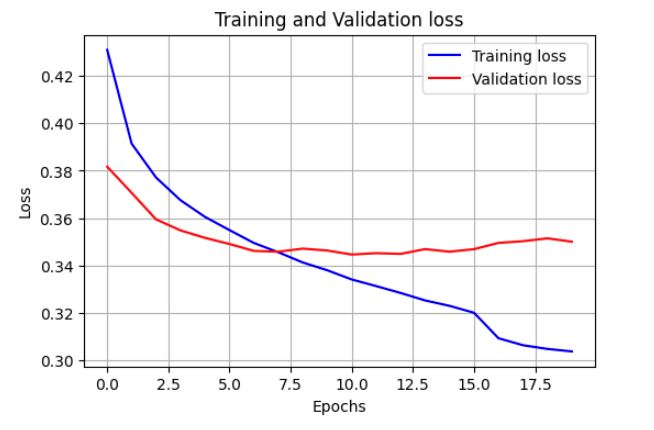 Training and Validation loss
Training loss
Validation loss
0.42
0.40
0.38
0.36
0.34
0.32
0.30
Loss
0.0 2.5 5.0 7.5 10.0 12.5 15.0 17.5
Epochs